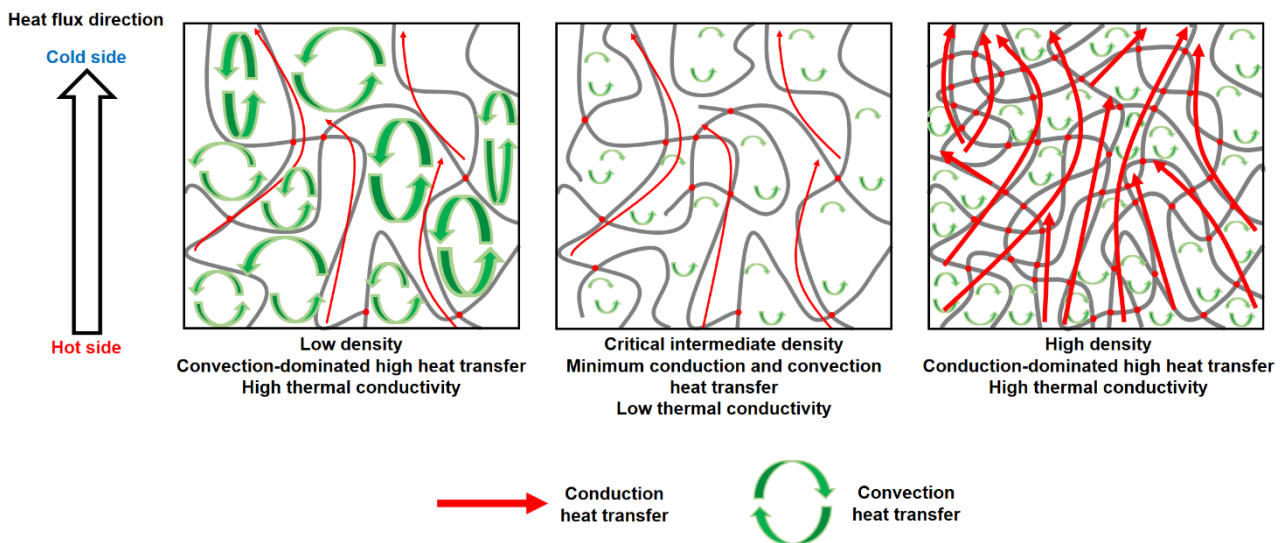 Heat flux direction
Cold side
Hot side
Low density
Convection-dominated high heat transfer
High thermal conductivity
Critical intermediate density
Minimum conduction and convection
heat transfer
Low thermal conductivity
High density
Conduction-dominated high heat transfer
High thermal conductivity
Conduction
heat transfer
Convection
heat transfer